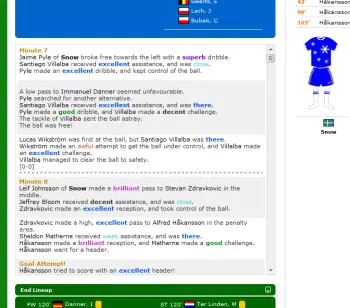 Geerts, E
Lech, J
Bubak, C
42' Håkansson
90' Håkansson
105' Håkansson
Minute 7
Jaime Pyle of Snow broke free towards the left with a superb dribble.
Santiago Villalba received excellent assistance, and was close.
Pyle made an excellent dribble, and kept control of the ball.
A low pass to Immanuel Danner seemed unfavourable.
Pyle searched for another alternative.
Santiago Villalba received excellent assistance, and was there.
Pyle made a good dribble, and Villalba made a decent challenge.
The tackle of Villalba sent the ball astray.
The ball was free!
Lucas Wikström was first at the ball, but Santiago Villalba was there.
Wikström made an awful attempt to get the ball under control, and Villalba made
an excellent challenge.
Villalba managed to clear the ball to safety.
[0-0]
Minute 8
Leif Johnsson of Snow made a brilliant pass to Stevan Zdravkovic in the
middle.
Jeffrey Bloom received decent assistance, and was close.
Zdravkovic made an excellent reception, and took control of the ball.
Zdravkovic made a high, excellent pass to Alfred Håkansson in the penalty
area.
Sheldon Matherne received weak assistance, and was there.
Håkansson made a brilliant reception, and Matherne made a good challenge.
Håkansson went for a header.
Goal Attempt!
Håkansson tried to score with an excellent header!
Snow
End Lineup
FW 120' Danner, I
ST 120' Ter Linden, M